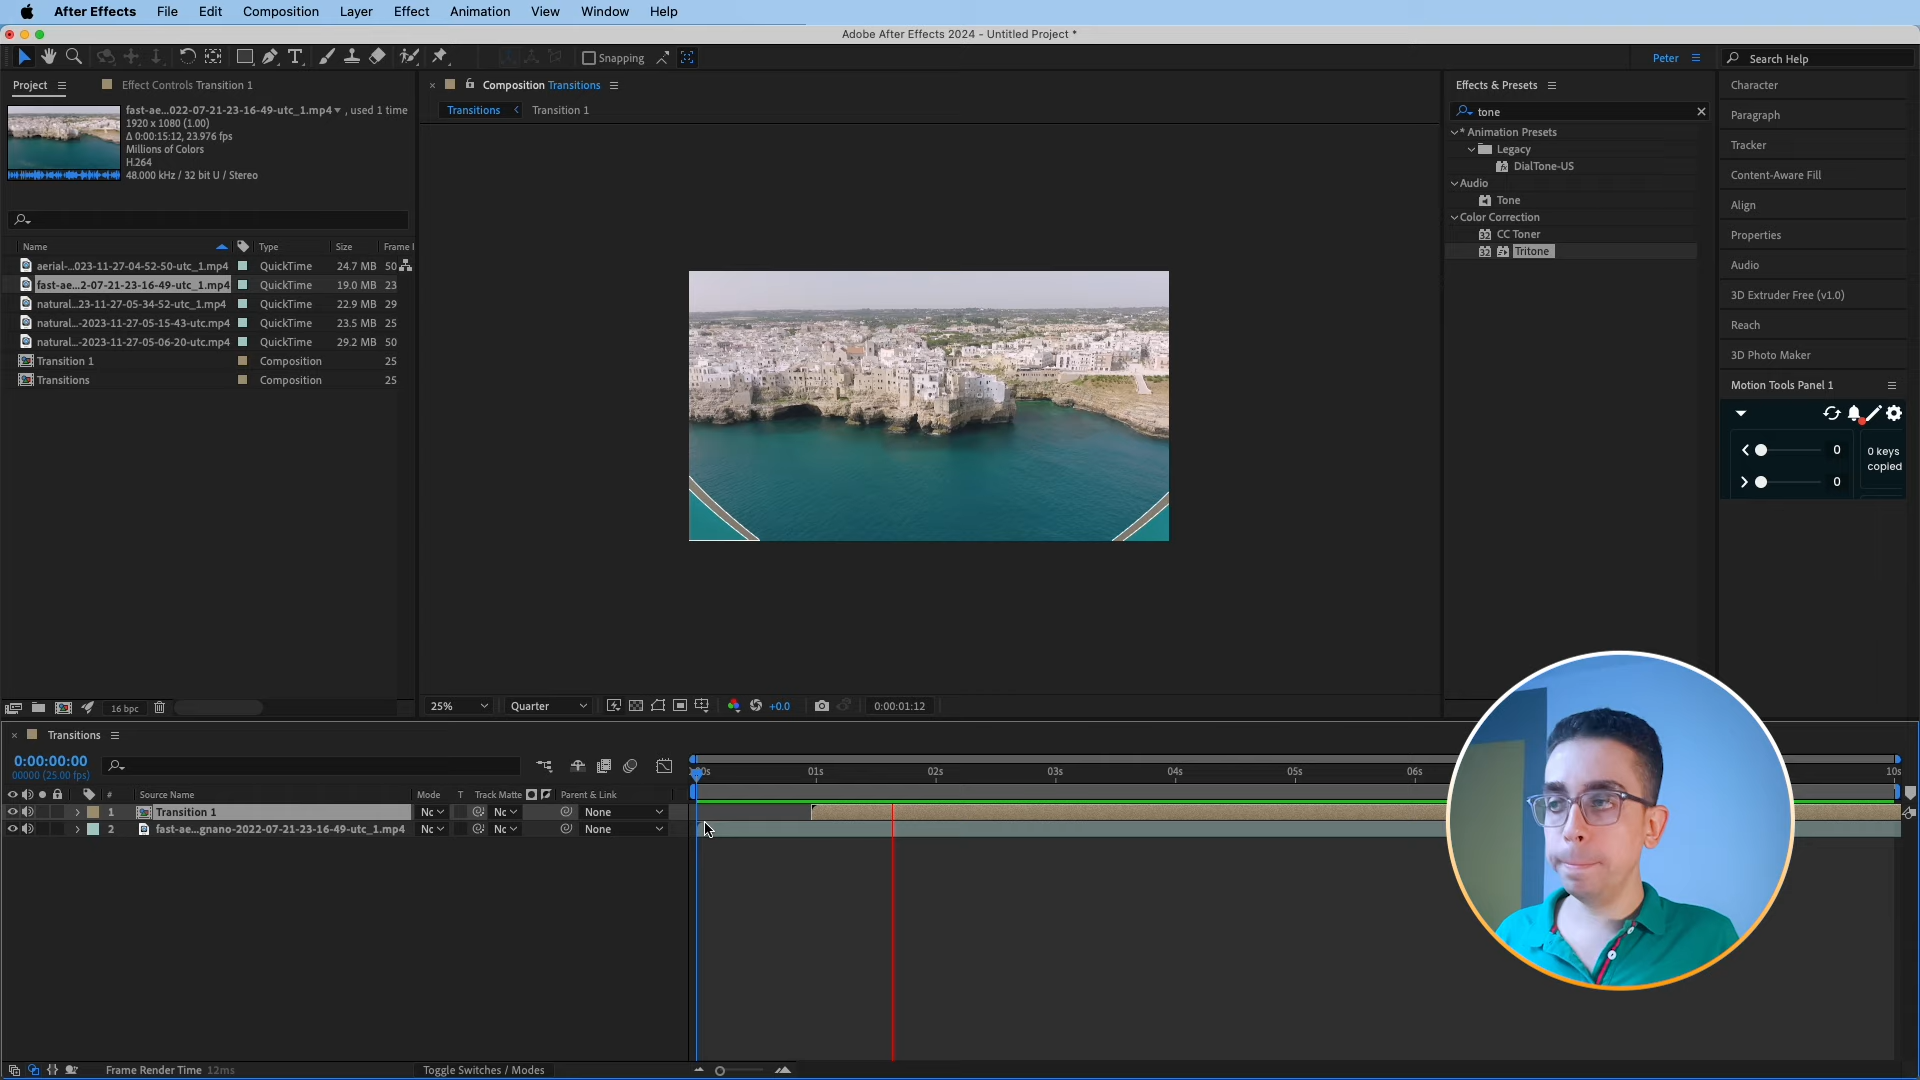 After Effects File Edit Composition Layer Effect Animation View Window Help
Adobe After Effects 2024 - Untitled Project *
Snapping
Peter
Search Help
Project
Effect Controls Transition 1
fast-ae...022-07-21-23-16-49-utc_1.mp4 , used 1 time
1920 x 1080 (1.00)
Δ 0:00:15:12, 23.976 fps
Millions of Colors
H.264
48.000 kHz / 32 bit U / Stereo
Name Type Size Frame
aerial-...023-11-27-04-52-50-utc_1.mp4 QuickTime 24.7 MB 50
fast-ae...2-07-21-23-16-49-utc_1.mp4 QuickTime 19.0 MB 23
natural...23-11-27-05-34-52-utc_1.mp4 QuickTime 22.9 MB 29
natural...-2023-11-27-05-15-43-utc.mp4 QuickTime 23.5 MB 25
natural...-2023-11-27-05-06-20-utc.mp4 QuickTime 29.2 MB 50
Transition 1 Composition 25
Transitions Composition 25
16 bpc
Composition Transitions
Transitions Transition 1
25% Quarter +0.0 0:00:01:12
Effects & Presets
tone
* Animation Presets
Legacy
DialTone-US
Audio
Tone
Color Correction
32 CC Toner
32 Tritone
Character
Paragraph
Tracker
Content-Aware Fill
Align
Properties
Audio
3D Extruder Free (v1.0)
Reach
3D Photo Maker
Motion Tools Panel 1
0 0 keys
copied
0
Transitions
0:00:00:00
00000 (25.00 fps)
:00s 01s 02s 03s 04s 05s 06s 10s
# Source Name Mode T Track Matte Parent & Link
1 Transition 1 Nc Nc None
2 fast-ae...gnano-2022-07-21-23-16-49-utc_1.mp4 Nc Nc None
Frame Render Time 12ms
Toggle Switches / Modes